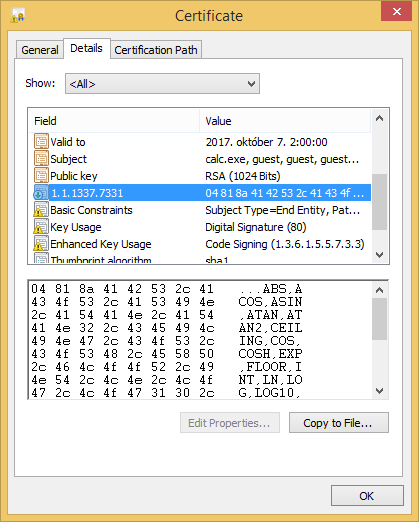 Certificate
General Details Certification Path
Show: <All>
Field Value
Valid to 2017. október 7. 2:00:00
Subject calc.exe, guest, guest, guest...
Public key RSA (1024 Bits)
1.1.1337.7331 04 81 8a 41 42 53 2c 41 43 4f ...
Basic Constraints Subject Type=End Entity, Pat...
Key Usage Digital Signature (80)
Enhanced Key Usage Code Signing (1.3.6.1.5.5.7.3.3)
Thumbprint algorithm sha1
04 81 8a 41 42 53 2c 41 ...ABS,A
43 4f 53 2c 41 53 49 4e COS,ASIN
2c 41 54 41 4e 2c 41 54 ,ATAN,AT
41 4e 32 2c 43 45 49 4c AN2,CEIL
49 4e 47 2c 43 4f 53 2c ING,COS,
43 4f 53 48 2c 45 58 50 COSH,EXP
2c 46 4c 4f 4f 52 2c 49 ,FLOOR,I
4e 54 2c 4c 4e 2c 4c 4f NT,LN,LO
47 2c 4c 4f 47 31 30 2c G,LOG10,
Edit Properties... Copy to File...
OK